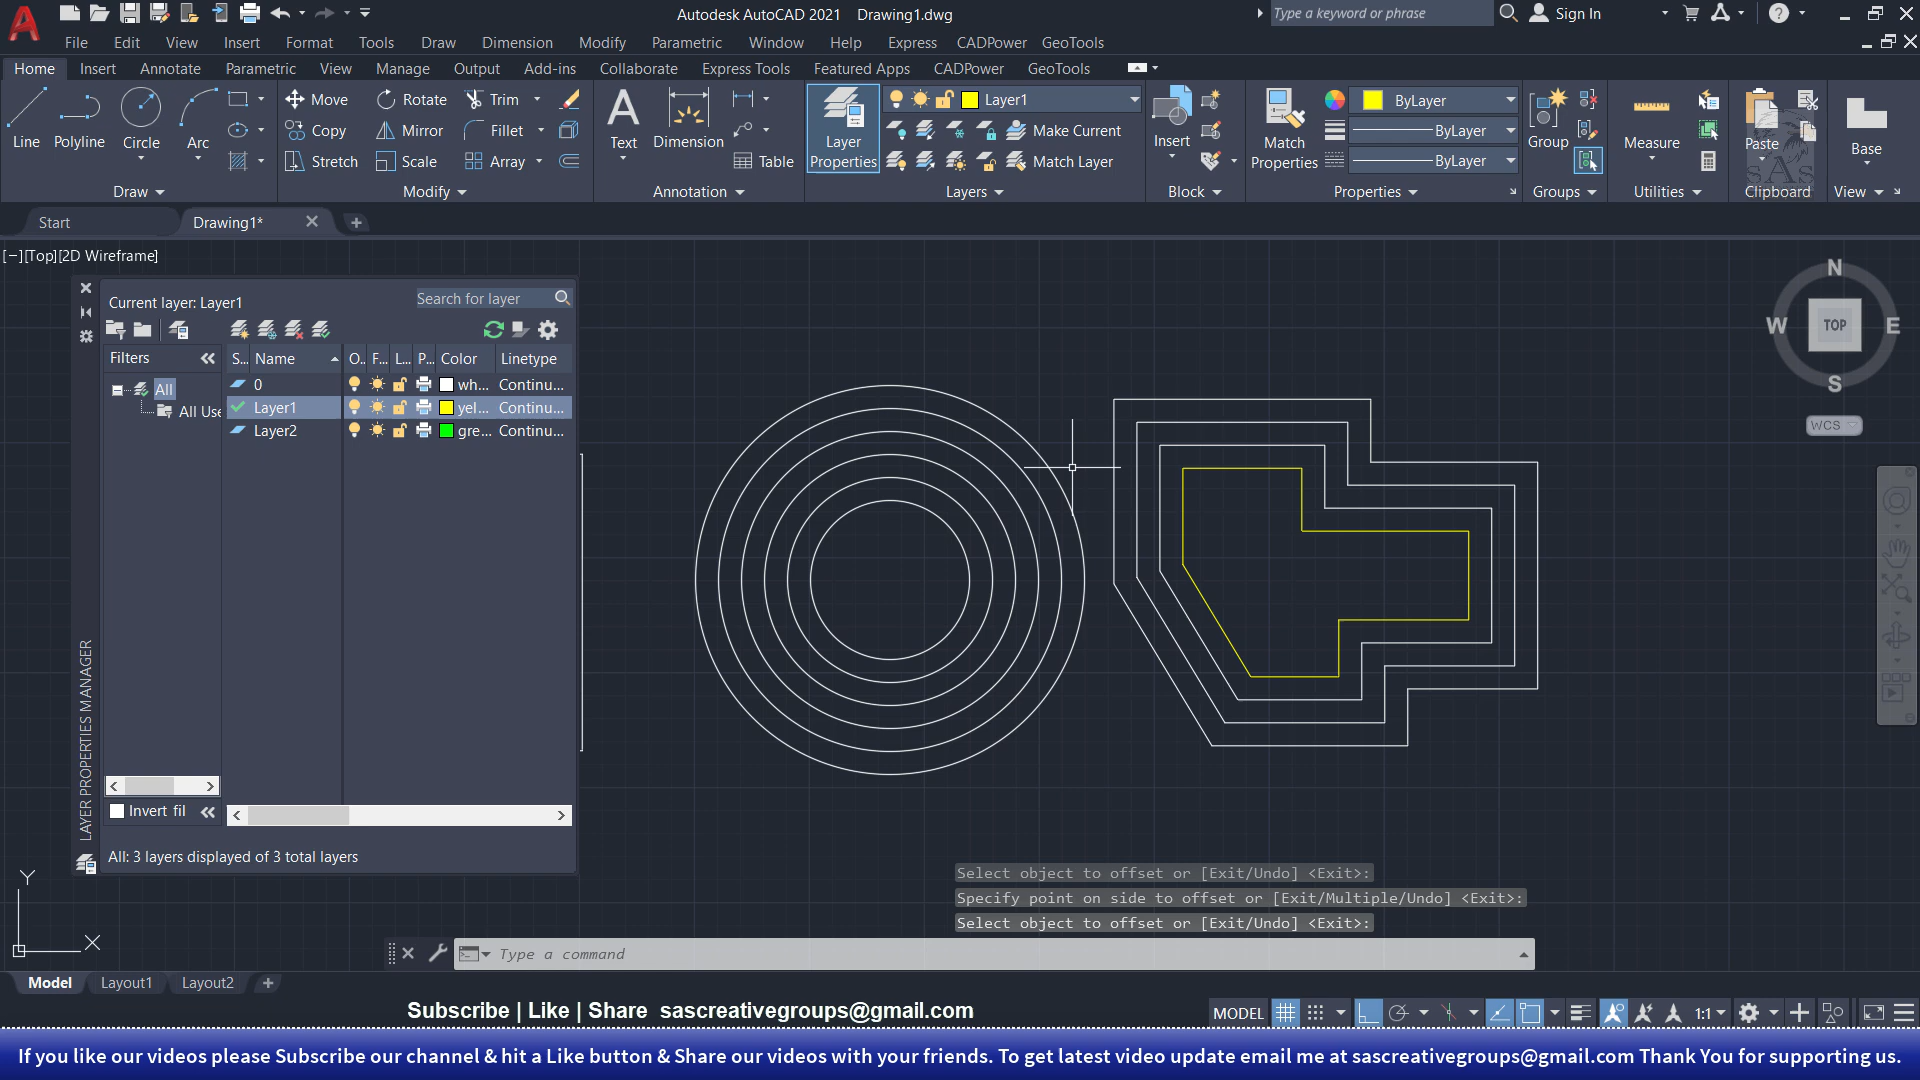 Autodesk AutoCAD 2021 Drawing1.dwg
Type a keyword or phrase
Sign In
File Edit View Insert Format Tools Draw Dimension Modify Parametric Window Help Express CADPower GeoTools
Home Insert Annotate Parametric View Manage Output Add-ins Collaborate Express Tools Featured Apps CADPower GeoTools
Line Polyline Circle Arc
Move Rotate Trim
Copy Mirror Fillet
Stretch Scale Array
Text Dimension Table
Layer Properties
Layer1
Make Current
Match Layer
Insert
Match Properties
ByLayer
ByLayer
ByLayer
Group
Measure
Paste
Base
sAs
Draw Modify Annotation Layers Block Properties Groups Utilities Clipboard View
Start Drawing1*
[−][Top][2D Wireframe]
N
W TOP E
S
WCS
Current layer: Layer1
Search for layer
Filters
S.. Name O.. F.. L... P.. Color Linetype
All
All Use
0 wh... Continu...
Layer1 yel... Continu...
Layer2 gre... Continu...
Invert fil
All: 3 layers displayed of 3 total layers
LAYER PROPERTIES MANAGER
Y
X
Select object to offset or [Exit/Undo] <Exit>:
Specify point on side to offset or [Exit/Multiple/Undo] <Exit>:
Select object to offset or [Exit/Undo] <Exit>:
Type a command
Model Layout1 Layout2
Subscribe | Like | Share sascreativegroups@gmail.com
MODEL 1:1
If you like our videos please Subscribe our channel & hit a Like button & Share our videos with your friends. To get latest video update email me at sascreativegroups@gmail.com Thank You for supporting us.